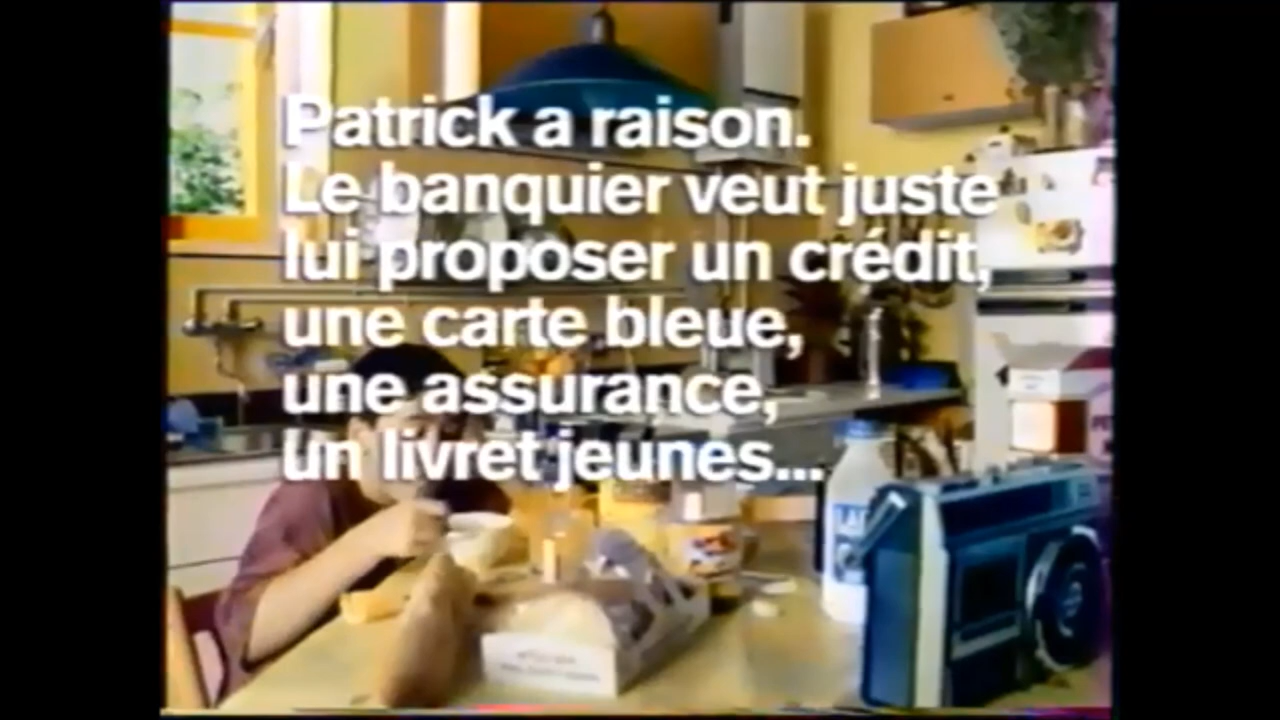 Patrick a raison.
Le banquier veut juste
lui proposer un crédit,
une carte bleue,
une assurance,
un livret jeunes...